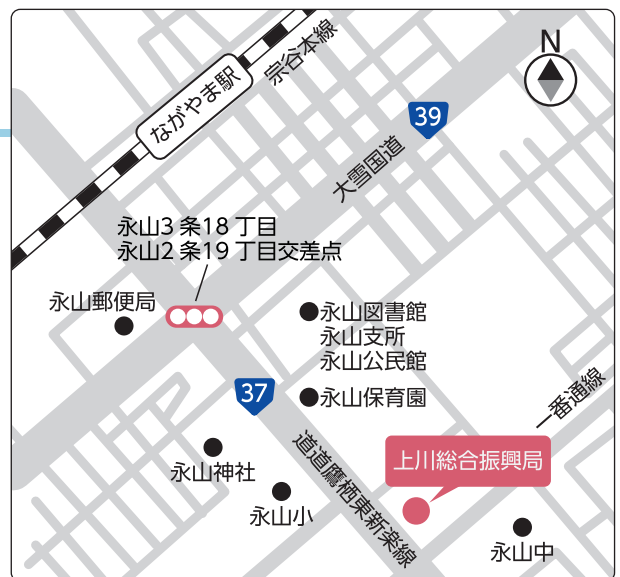 N
宗谷本線
ながやま駅
39
大雪国道
永山3条18丁目
永山2条19丁目交差点
永山郵便局
永山図書館
永山支所
永山公民館
37
永山保育園
一番通線
道道鷹栖東新楽線
上川総合振興局
永山神社
永山小
永山中